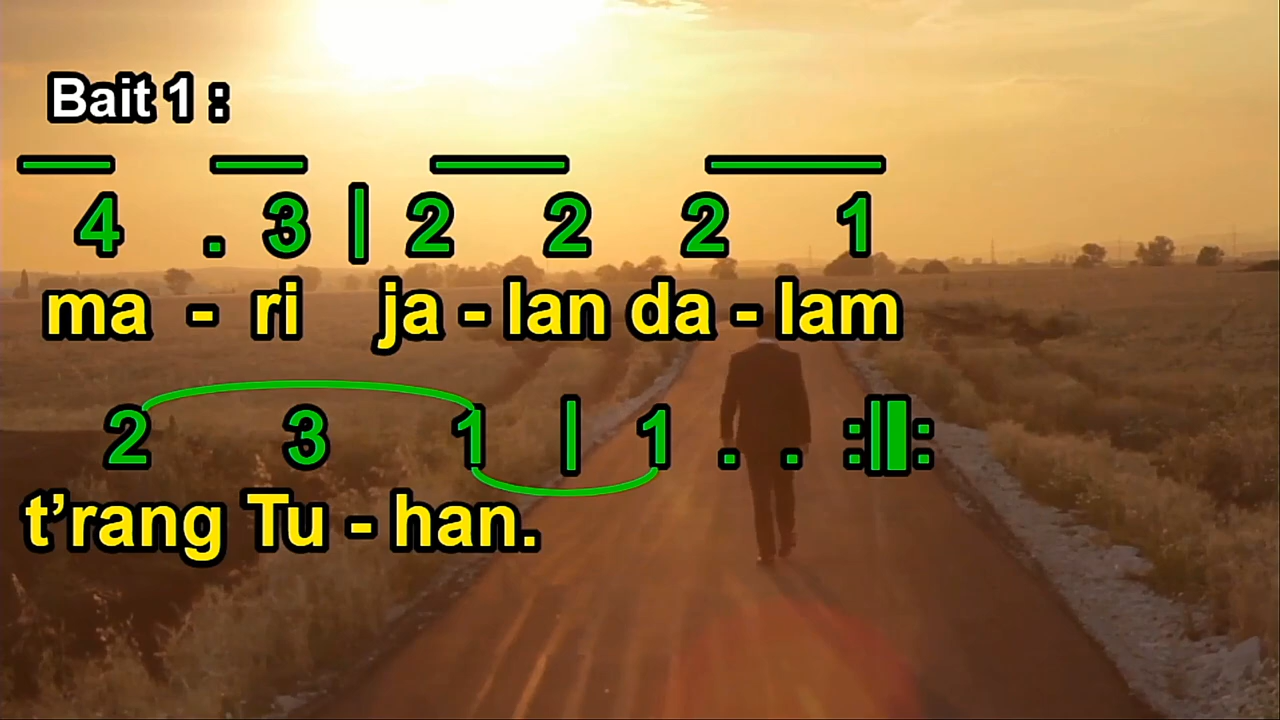 Bait 1 :
4 . 3 | 2 2 2 1
ma - ri ja - lan da - lam
2 3 1 | 1 . . :||:
t’rang Tu - han.